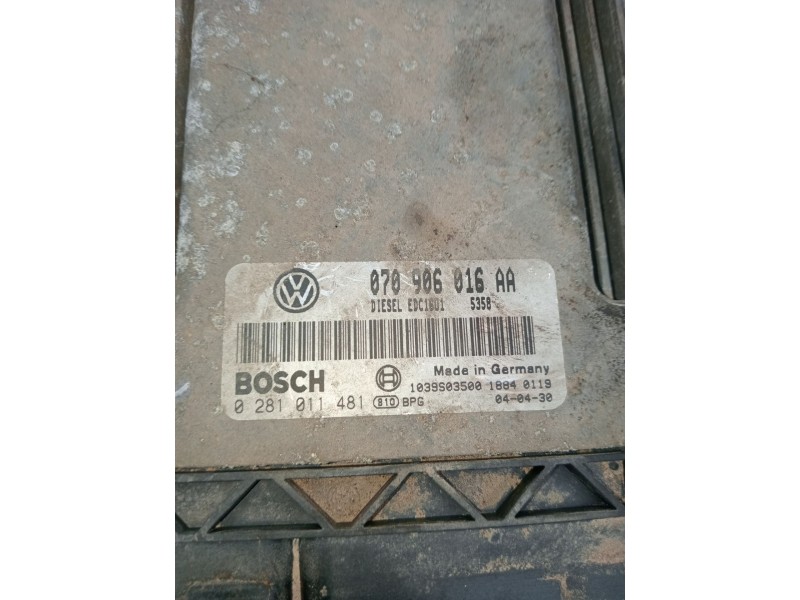 070 906 016 AA
DIESEL EDC16U1 5358
BOSCH Made in Germany
1039S03500 1884 0119
0 281 011 481 810 BPG 04-04-30